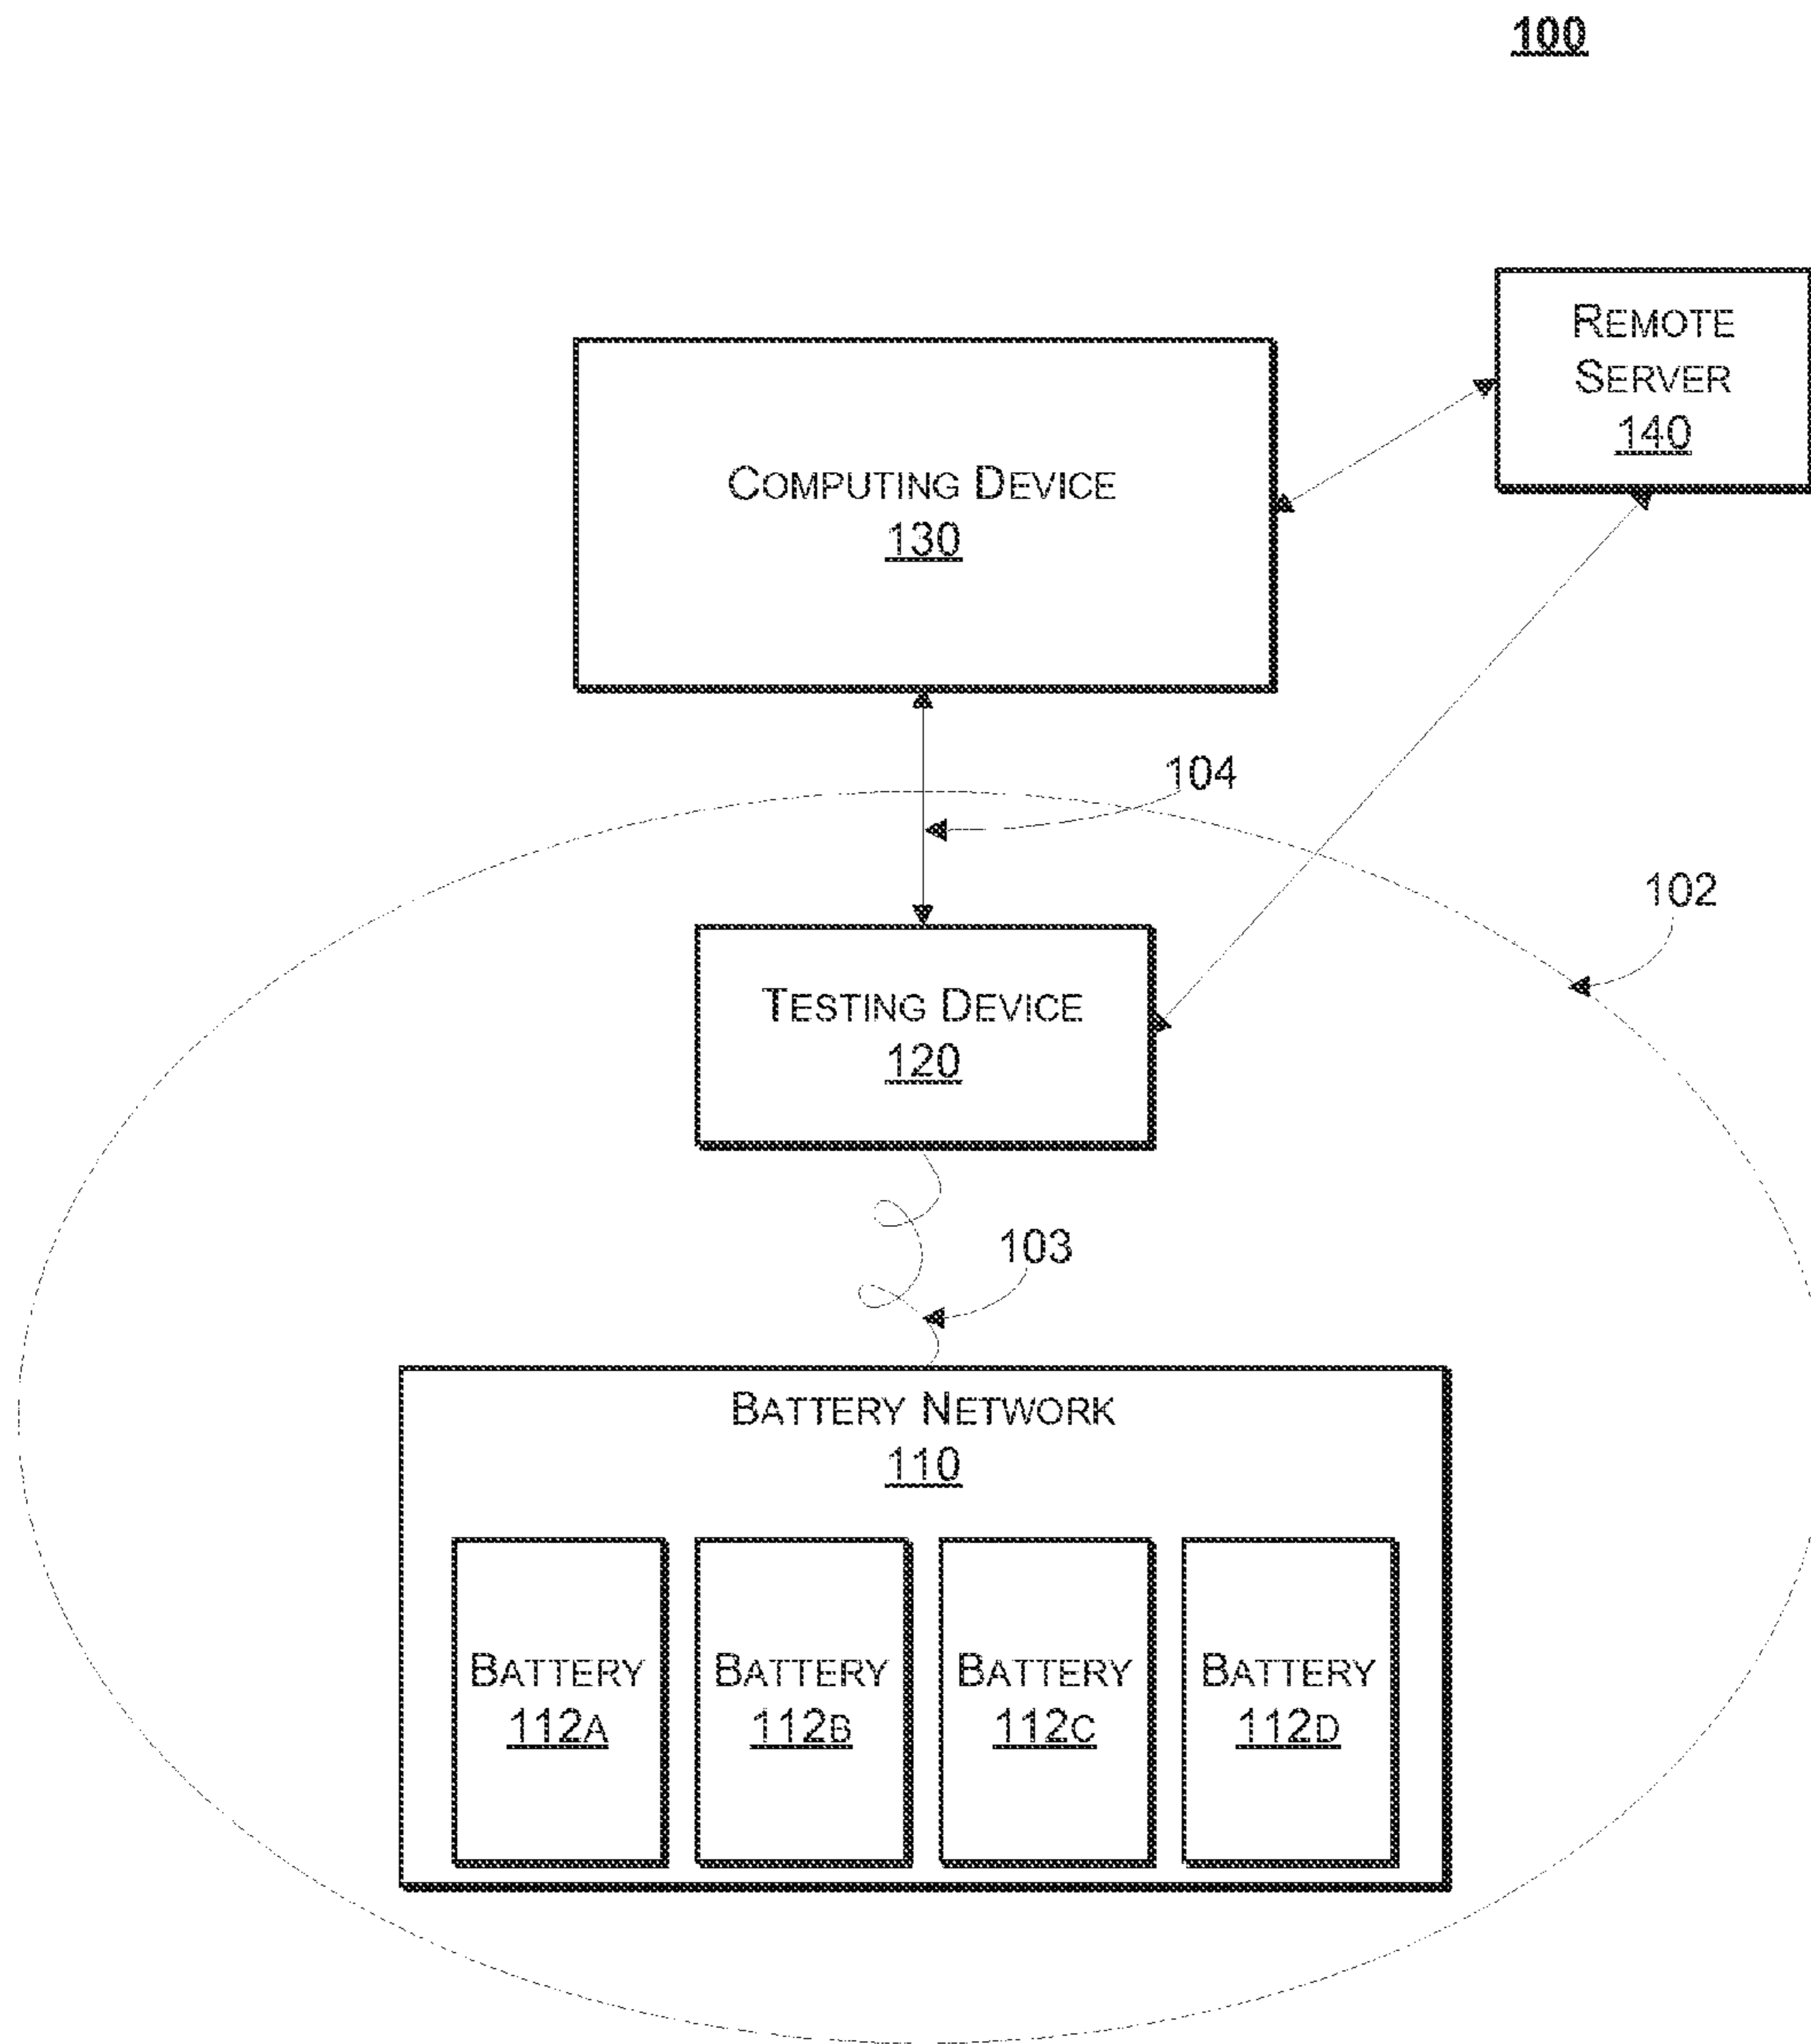 100
REMOTE
SERVER
140
COMPUTING DEVICE
130
104
102
TESTING DEVICE
120
103
BATTERY NETWORK
110
BATTERY BATTERY BATTERY BATTERY
112A 112B 112C 112D